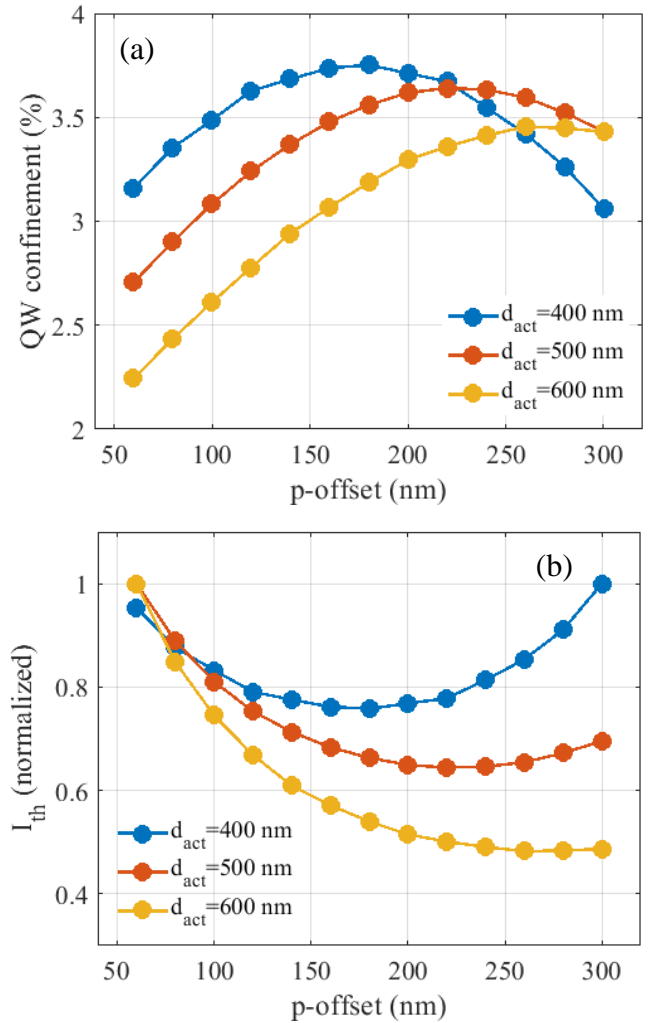 (a)
QW confinement (%)
4
3.5
3
2.5
2
d_act=400 nm
d_act=500 nm
d_act=600 nm
50 100 150 200 250 300
p-offset (nm)
(b)
I_th (normalized)
1
0.8
0.6
0.4
d_act=400 nm
d_act=500 nm
d_act=600 nm
50 100 150 200 250 300
p-offset (nm)